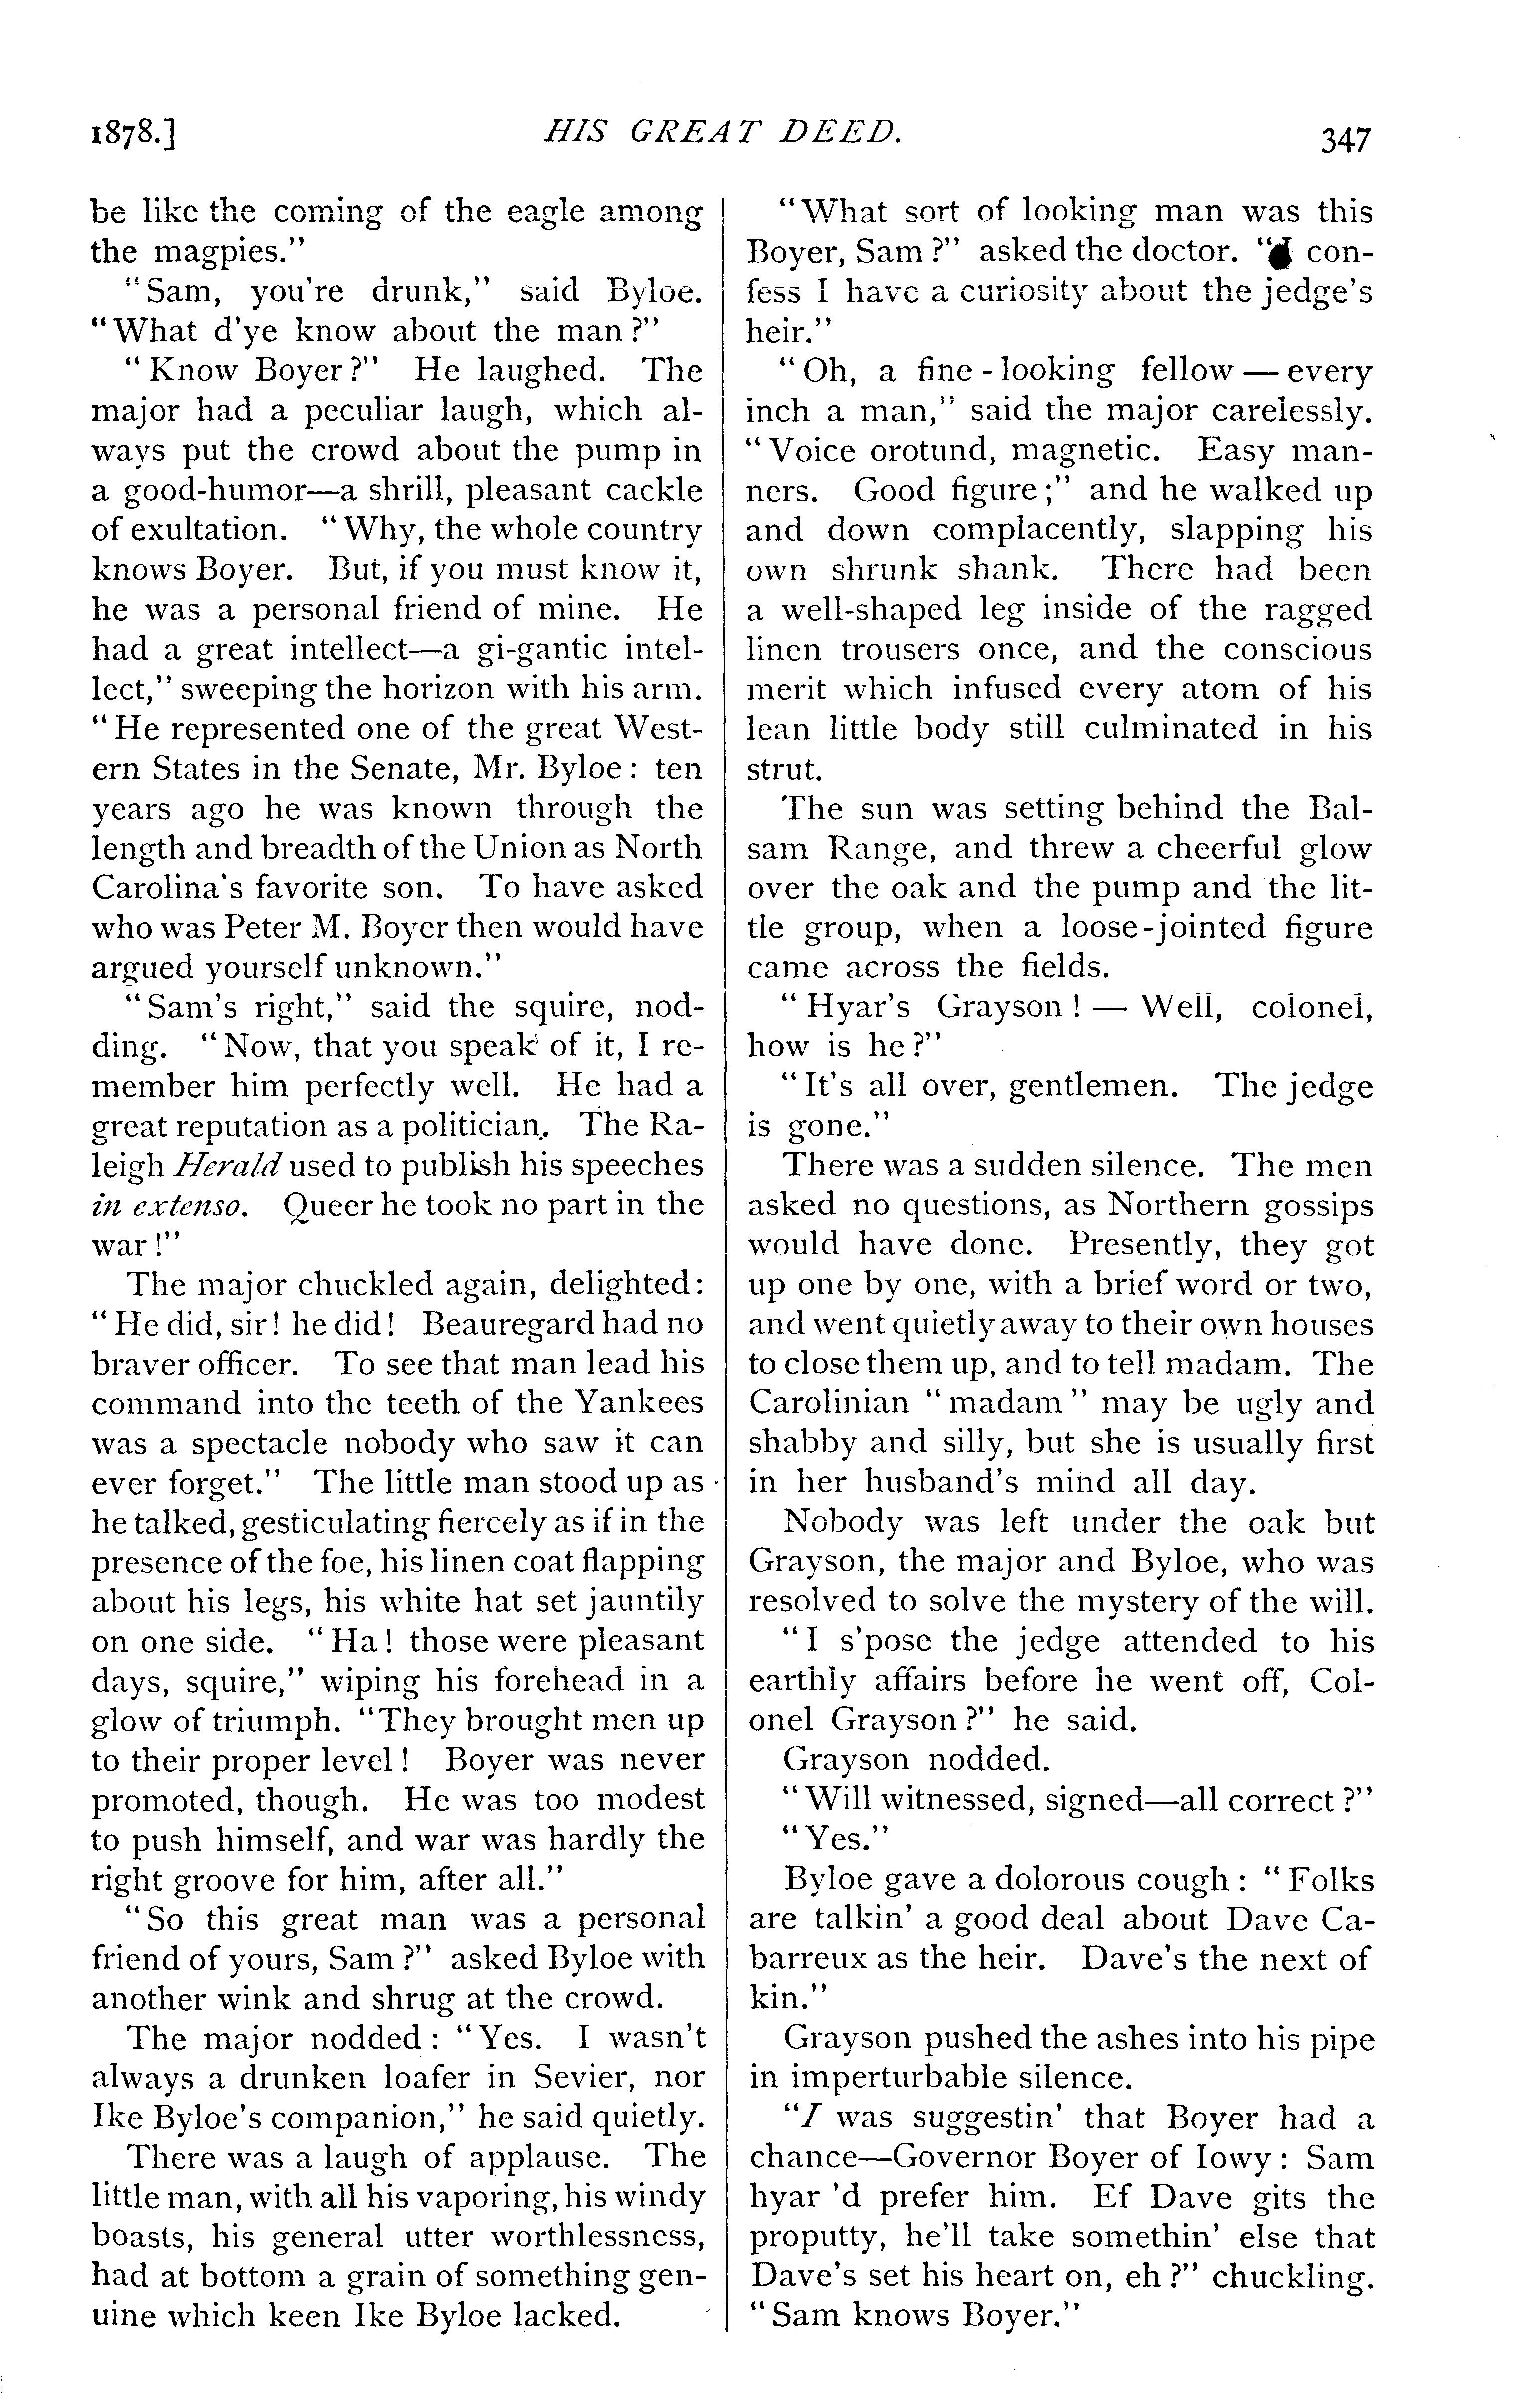 1878.] HIS GREAT DEED. 347
be like the coming of the eagle among
the magpies."
"Sam, you're drunk," said Byloe.
"What d'ye know about the man?"
"Know Boyer?" He laughed. The
major had a peculiar laugh, which al-
ways put the crowd about the pump in
a good-humor—a shrill, pleasant cackle
of exultation. "Why, the whole country
knows Boyer. But, if you must know it,
he was a personal friend of mine. He
had a great intellect—a gi-gantic intel-
lect," sweeping the horizon with his arm.
"He represented one of the great West-
ern States in the Senate, Mr. Byloe: ten
years ago he was known through the
length and breadth of the Union as North
Carolina's favorite son. To have asked
who was Peter M. Boyer then would have
argued yourself unknown."
"Sam's right," said the squire, nod-
ding. "Now, that you speak of it, I re-
member him perfectly well. He had a
great reputation as a politician. The Ra-
leigh Herald used to publish his speeches
in extenso. Queer he took no part in the
war!"
The major chuckled again, delighted:
"He did, sir! he did! Beauregard had no
braver officer. To see that man lead his
command into the teeth of the Yankees
was a spectacle nobody who saw it can
ever forget." The little man stood up as
he talked, gesticulating fiercely as if in the
presence of the foe, his linen coat flapping
about his legs, his white hat set jauntily
on one side. "Ha! those were pleasant
days, squire," wiping his forehead in a
glow of triumph. "They brought men up
to their proper level! Boyer was never
promoted, though. He was too modest
to push himself, and war was hardly the
right groove for him, after all."
"So this great man was a personal
friend of yours, Sam?" asked Byloe with
another wink and shrug at the crowd.
The major nodded: "Yes. I wasn't
always a drunken loafer in Sevier, nor
Ike Byloe's companion," he said quietly.
There was a laugh of applause. The
little man, with all his vaporing, his windy
boasts, his general utter worthlessness,
had at bottom a grain of something gen-
uine which keen Ike Byloe lacked.
"What sort of looking man was this
Boyer, Sam?" asked the doctor. "I con-
fess I have a curiosity about the jedge's
heir."
"Oh, a fine-looking fellow—every
inch a man," said the major carelessly.
"Voice orotund, magnetic. Easy man-
ners. Good figure;" and he walked up
and down complacently, slapping his
own shrunk shank. There had been
a well-shaped leg inside of the ragged
linen trousers once, and the conscious
merit which infused every atom of his
lean little body still culminated in his
strut.
The sun was setting behind the Bal-
sam Range, and threw a cheerful glow
over the oak and the pump and the lit-
tle group, when a loose-jointed figure
came across the fields.
"Hyar's Grayson!—Well, colonel,
how is he?"
"It's all over, gentlemen. The jedge
is gone."
There was a sudden silence. The men
asked no questions, as Northern gossips
would have done. Presently, they got
up one by one, with a brief word or two,
and went quietly away to their own houses
to close them up, and to tell madam. The
Carolinian "madam" may be ugly and
shabby and silly, but she is usually first
in her husband's mind all day.
Nobody was left under the oak but
Grayson, the major and Byloe, who was
resolved to solve the mystery of the will.
"I s'pose the jedge attended to his
earthly affairs before he went off, Col-
onel Grayson?" he said.
Grayson nodded.
"Will witnessed, signed—all correct?"
"Yes."
Byloe gave a dolorous cough: "Folks
are talkin' a good deal about Dave Ca-
barreux as the heir. Dave's the next of
kin."
Grayson pushed the ashes into his pipe
in imperturbable silence.
"I was suggestin' that Boyer had a
chance—Governor Boyer of Iowy: Sam
hyar 'd prefer him. Ef Dave gits the
proputty, he'll take somethin' else that
Dave's set his heart on, eh?" chuckling.
"Sam knows Boyer."